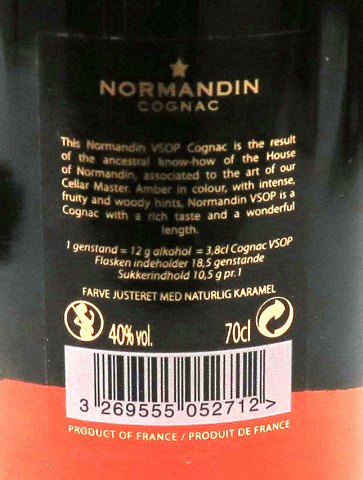 NORMANDIN
COGNAC
This Normandin VSOP Cognac is the result
of the ancestral know-how of the House
of Normandin, associated to the art of our
Cellar Master. Amber in colour, with intense,
fruity and woody hints, Normandin VSOP is a
Cognac with a rich taste and a wonderful
length.
1 genstand = 12 g alkohol = 3,8cl Cognac VSOP
Flasken indeholder 18,5 genstande
Sukkerindhold 10,5 g pr.1
FARVE JUSTERET MED NATURLIG KARAMEL
40% vol. 70cl
3 269555 052712 >
PRODUCT OF FRANCE / PRODUIT DE FRANCE